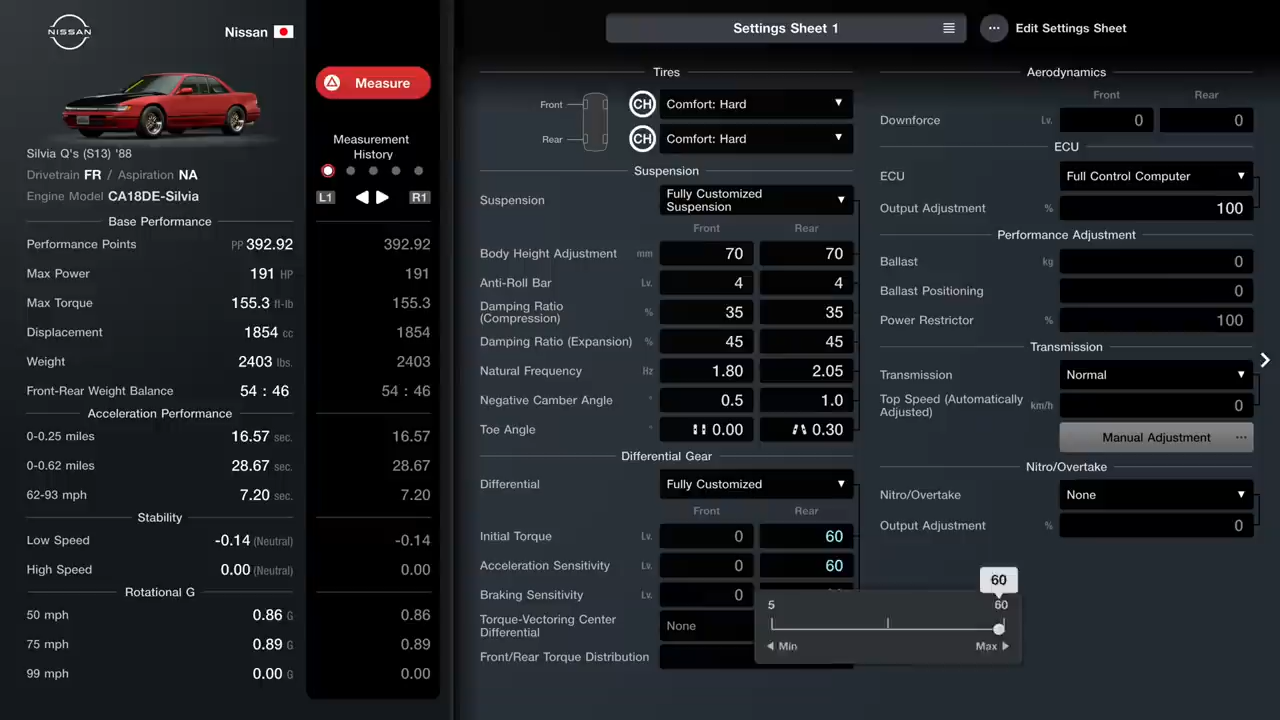 NISSAN
Nissan
Silvia Q's (S13) '88
Drivetrain FR / Aspiration NA
Engine Model CA18DE-Silvia
Base Performance
Performance Points PP 392.92
Max Power 191 HP
Max Torque 155.3 ft-lb
Displacement 1854 cc
Weight 2403 lbs.
Front-Rear Weight Balance 54 : 46
Acceleration Performance
0-0.25 miles 16.57 sec.
0-0.62 miles 28.67 sec.
62-93 mph 7.20 sec.
Stability
Low Speed -0.14 (Neutral)
High Speed 0.00 (Neutral)
Rotational G
50 mph 0.86 G
75 mph 0.89 G
99 mph 0.00 G
Measure
Measurement
History
L1 R1
392.92
191
155.3
1854
2403
54 : 46
16.57
28.67
7.20
-0.14
0.00
0.86
0.89
0.00
Settings Sheet 1
Edit Settings Sheet
Tires
Front CH Comfort: Hard
Rear CH Comfort: Hard
Suspension
Suspension Fully Customized
Suspension
Front Rear
Body Height Adjustment mm 70 70
Anti-Roll Bar Lv. 4 4
Damping Ratio
(Compression) % 35 35
Damping Ratio (Expansion) % 45 45
Natural Frequency Hz 1.80 2.05
Negative Camber Angle ° 0.5 1.0
Toe Angle ° 0.00 0.30
Differential Gear
Differential Fully Customized
Front Rear
Initial Torque Lv. 0 60
Acceleration Sensitivity Lv. 0 60
Braking Sensitivity Lv. 0
Torque-Vectoring Center
Differential None
Front/Rear Torque Distribution
60
5 60
Min Max
Aerodynamics
Front Rear
Downforce Lv. 0 0
ECU
ECU Full Control Computer
Output Adjustment % 100
Performance Adjustment
Ballast kg 0
Ballast Positioning 0
Power Restrictor % 100
Transmission
Transmission Normal
Top Speed (Automatically
Adjusted) km/h 0
Manual Adjustment
Nitro/Overtake
Nitro/Overtake None
Output Adjustment % 0